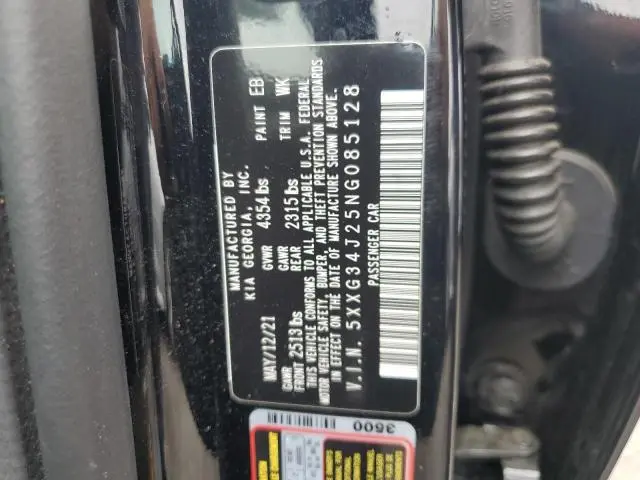 MANUFACTURED BY
KIA GEORGIA, INC.
MAY/12/21 GVWR 4354 lbs PAINT EB
GAWR GAWR
FRONT 2513 lbs REAR 2315 lbs TRIM WK
THIS VEHICLE CONFORMS TO ALL APPLICABLE U.S.A. FEDERAL
MOTOR VEHICLE SAFETY, BUMPER, AND THEFT PREVENTION STANDARDS
IN EFFECT ON THE DATE OF MANUFACTURE SHOWN ABOVE.
V.I.N. 5XXG34J25NG085128
PASSENGER CAR
3500